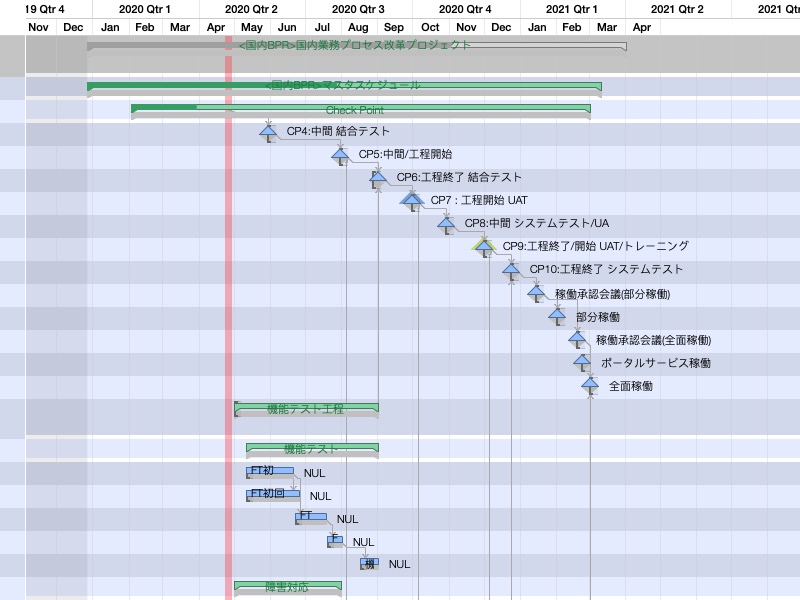 19 Qtr 4 2020 Qtr 1 2020 Qtr 2 2020 Qtr 3 2020 Qtr 4 2021 Qtr 1 2021 Qtr 2 2021 Qtr
Nov Dec Jan Feb Mar Apr May Jun Jul Aug Sep Oct Nov Dec Jan Feb Mar Apr
<国内BPR>国内業務プロセス改革プロジェクト
<国内BPR>マスタスケジュール
Check Point
CP4:中間 結合テスト
CP5:中間/工程開始
CP6:工程終了 結合テスト
CP7 : 工程開始 UAT
CP8:中間 システムテスト/UA
CP9:工程終了/開始 UAT/トレーニング
CP10:工程終了 システムテスト
稼働承認会議(部分稼働)
部分稼働
稼働承認会議(全面稼働)
ポータルサービス稼働
全面稼働
機能テスト工程
機能テスト
FT初 NUL
FT初回 NUL
FT NUL
F NUL
機 NUL
障害対応